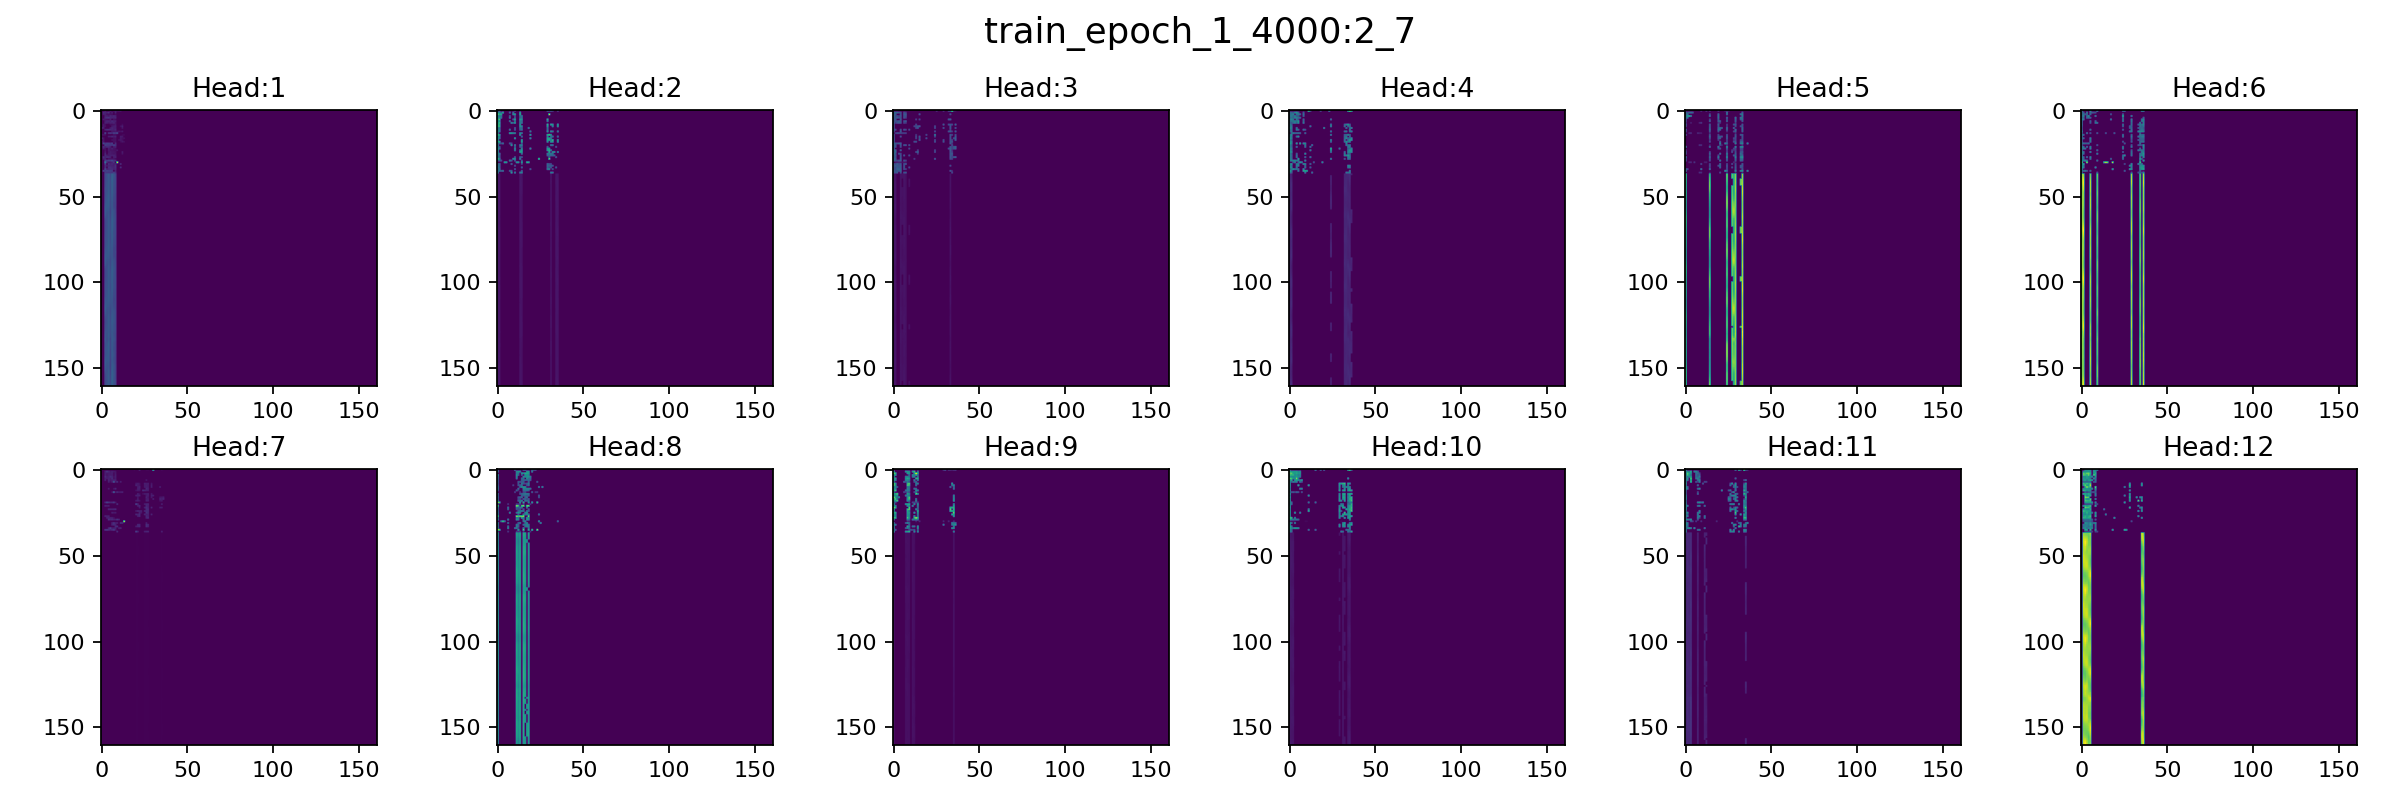 train_epoch_1_4000:2_7
Head:1 Head:2 Head:3 Head:4 Head:5 Head:6
0 0 0 0 0 0
50 50 50 50 50 50
100 100 100 100 100 100
150 150 150 150 150 150
0 50 100 150 0 50 100 150 0 50 100 150 0 50 100 150 0 50 100 150 0 50 100 150
Head:7 Head:8 Head:9 Head:10 Head:11 Head:12
0 0 0 0 0 0
50 50 50 50 50 50
100 100 100 100 100 100
150 150 150 150 150 150
0 50 100 150 0 50 100 150 0 50 100 150 0 50 100 150 0 50 100 150 0 50 100 150